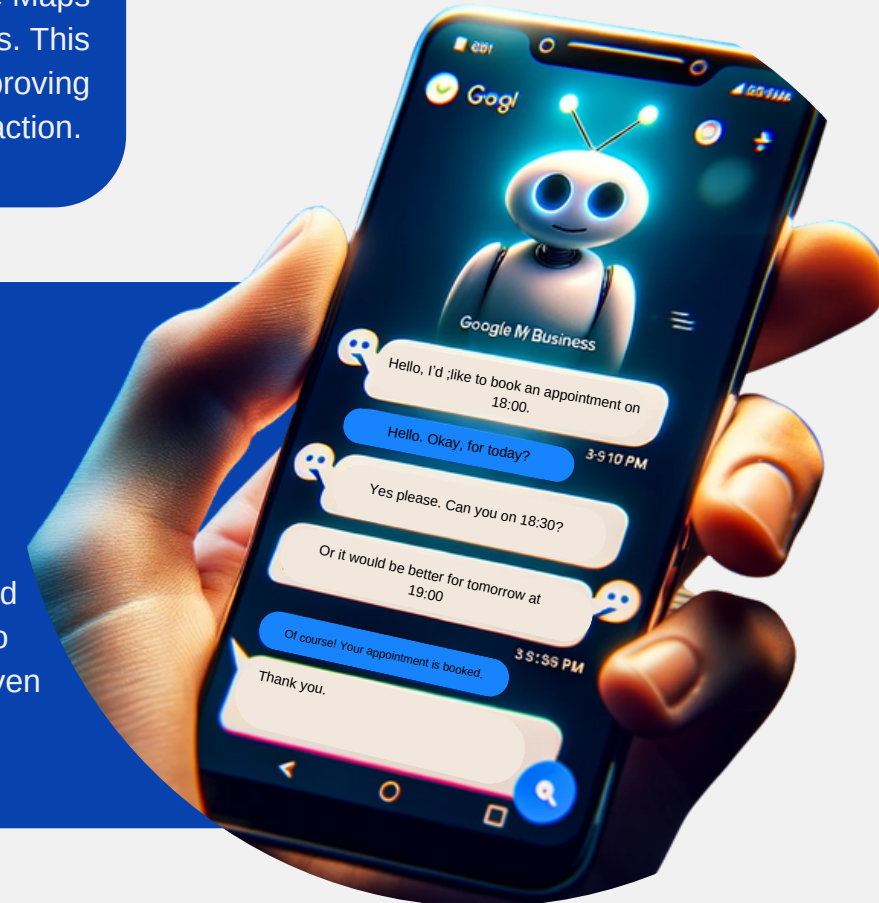 Maps
s. This
proving
action.
d
ven
Gogl
Google My Business
Hello, I'd ;like to book an appointment on
18:00.
Hello. Okay, for today?
Yes please. Can you on 18:30?
Or it would be better for tomorrow at
19:00
Of course! Your appointment is booked.
Thank you.